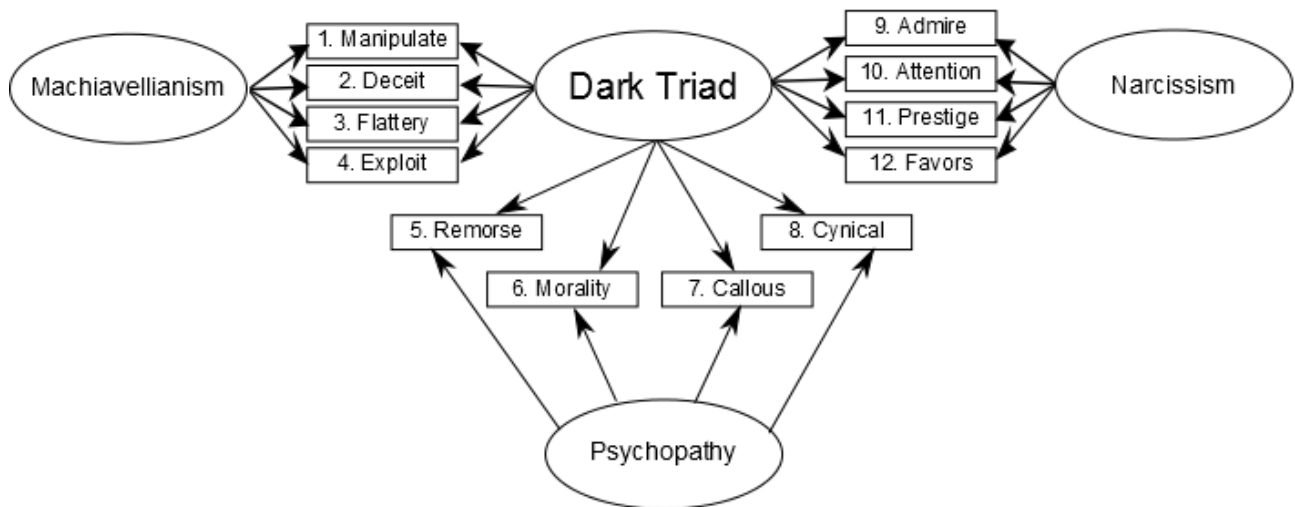 Machiavellianism
1. Manipulate
2. Deceit
3. Flattery
4. Exploit
Dark Triad
9. Admire
10. Attention
11. Prestige
12. Favors
Narcissism
5. Remorse
6. Morality
7. Callous
8. Cynical
Psychopathy